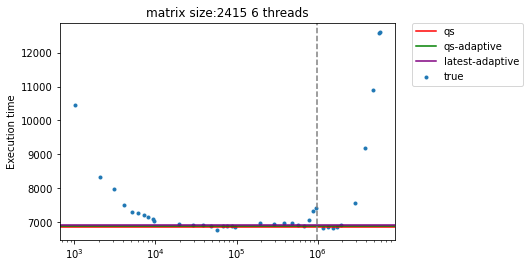 matrix size:2415 6 threads
qs
qs-adaptive
latest-adaptive
true
Execution time
12000
11000
10000
9000
8000
7000
10³ 10⁴ 10⁵ 10⁶